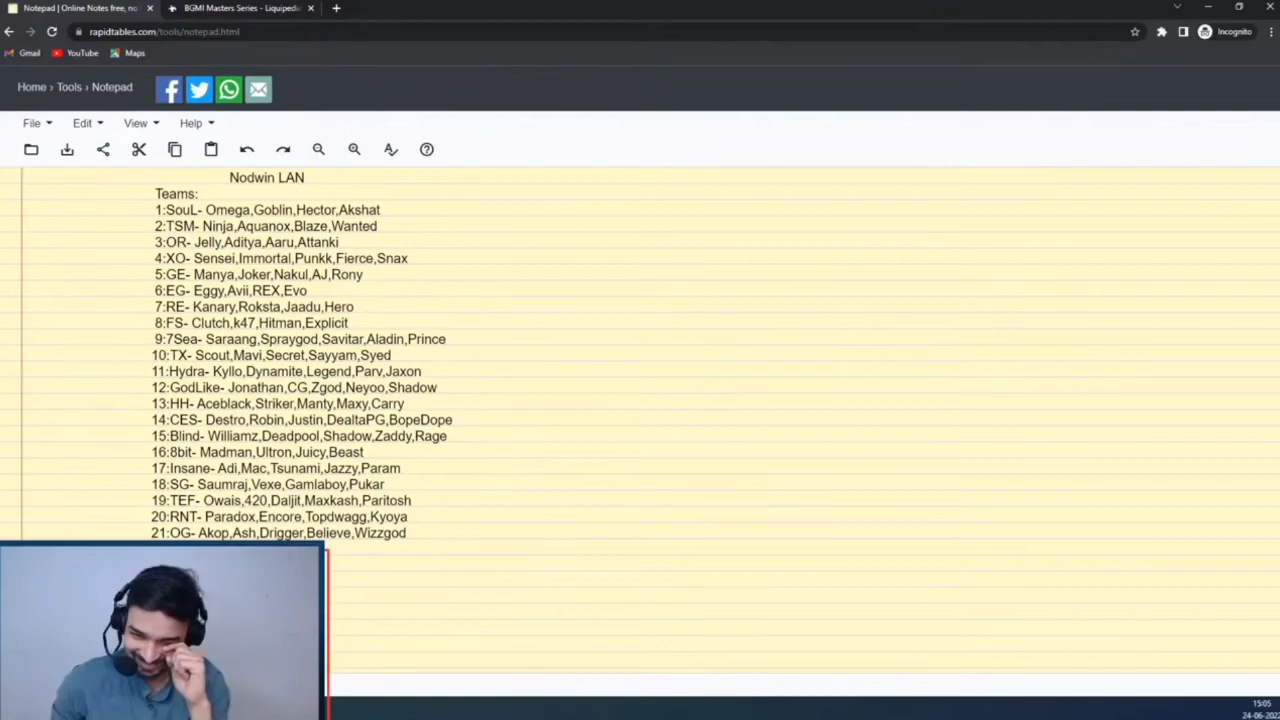 Notepad | Online Notes free, no
BGMI Masters Series - Liquipedi
rapidtables.com/tools/notepad.html
Incognito
Gmail
YouTube
Maps
Home › Tools › Notepad
File
Edit
View
Help
Nodwin LAN
Teams:
1:SouL- Omega,Goblin,Hector,Akshat
2:TSM- Ninja,Aquanox,Blaze,Wanted
3:OR- Jelly,Aditya,Aaru,Attanki
4:XO- Sensei,Immortal,Punkk,Fierce,Snax
5:GE- Manya,Joker,Nakul,AJ,Rony
6:EG- Eggy,Avii,REX,Evo
7:RE- Kanary,Roksta,Jaadu,Hero
8:FS- Clutch,k47,Hitman,Explicit
9:7Sea- Saraang,Spraygod,Savitar,Aladin,Prince
10:TX- Scout,Mavi,Secret,Sayyam,Syed
11:Hydra- Kyllo,Dynamite,Legend,Parv,Jaxon
12:GodLike- Jonathan,CG,Zgod,Neyoo,Shadow
13:HH- Aceblack,Striker,Manty,Maxy,Carry
14:CES- Destro,Robin,Justin,DealtaPG,BopeDope
15:Blind- Williamz,Deadpool,Shadow,Zaddy,Rage
16:8bit- Madman,Ultron,Juicy,Beast
17:Insane- Adi,Mac,Tsunami,Jazzy,Param
18:SG- Saumraj,Vexe,Gamlaboy,Pukar
19:TEF- Owais,420,Daljit,Maxkash,Paritosh
20:RNT- Paradox,Encore,Topdwagg,Kyoya
21:OG- Akop,Ash,Drigger,Believe,Wizzgod
15:05